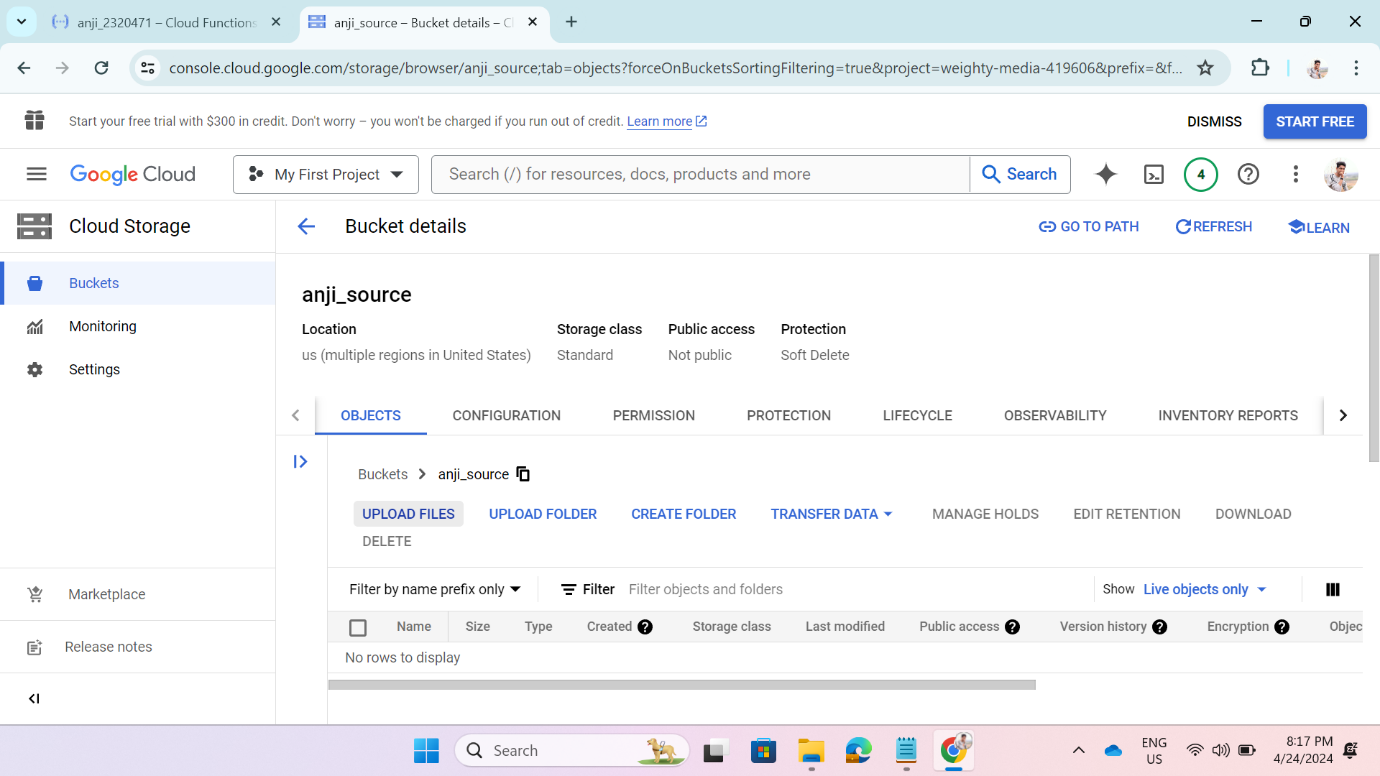 anji_2320471 – Cloud Functions
anji_source – Bucket details – Cl
console.cloud.google.com/storage/browser/anji_source;tab=objects?forceOnBucketsSortingFiltering=true&project=weighty-media-419606&prefix=&f...
Start your free trial with $300 in credit. Don't worry – you won't be charged if you run out of credit. Learn more
DISMISS
START FREE
Google Cloud
My First Project
Search (/) for resources, docs, products and more
Search
4
Cloud Storage
Bucket details
GO TO PATH
REFRESH
LEARN
Buckets
Monitoring
Settings
Marketplace
Release notes
anji_source
Location Storage class Public access Protection
us (multiple regions in United States) Standard Not public Soft Delete
OBJECTS CONFIGURATION PERMISSION PROTECTION LIFECYCLE OBSERVABILITY INVENTORY REPORTS
Buckets > anji_source
UPLOAD FILES UPLOAD FOLDER CREATE FOLDER TRANSFER DATA MANAGE HOLDS EDIT RETENTION DOWNLOAD
DELETE
Filter by name prefix only Filter Filter objects and folders Show Live objects only
Name Size Type Created Storage class Last modified Public access Version history Encryption Objec
No rows to display
Search
ENG
US
8:17 PM
4/24/2024